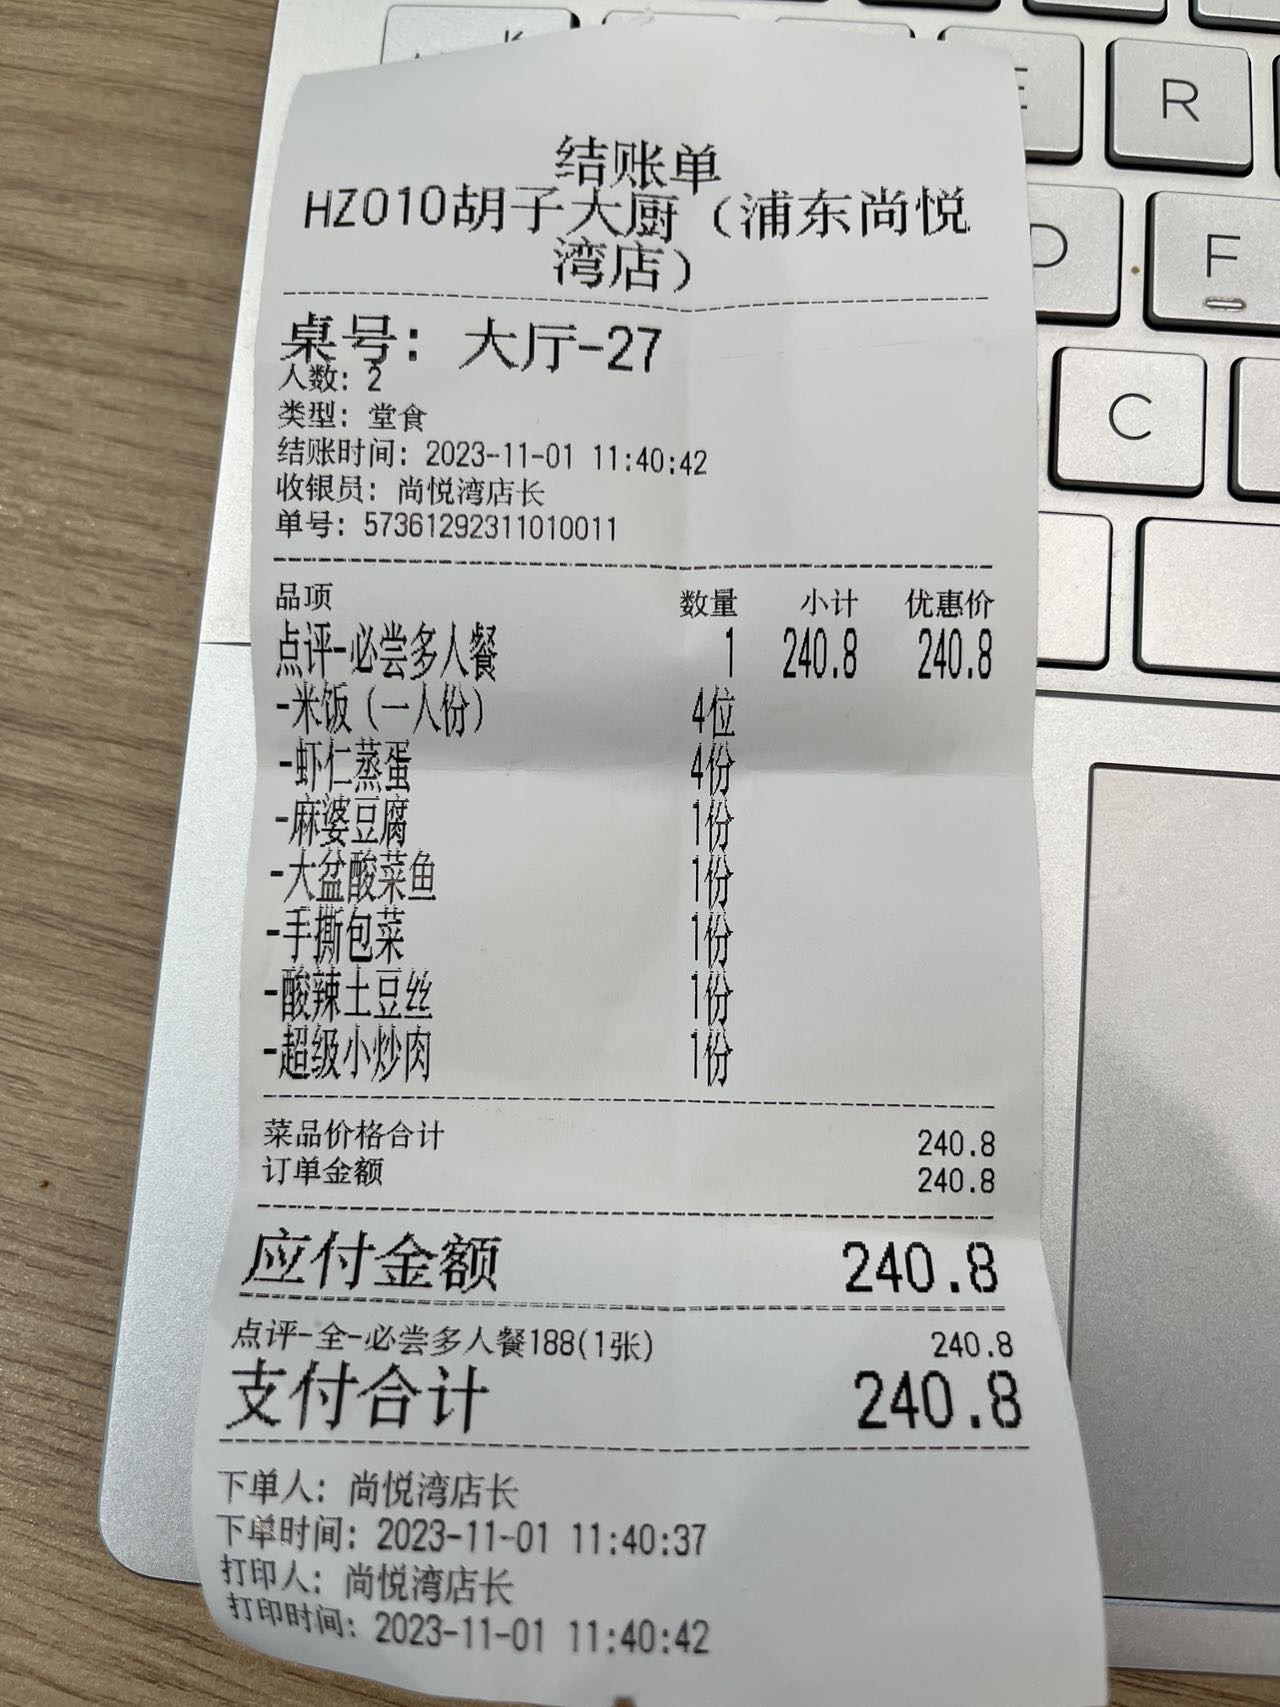 结账单
HZ010胡子大厨（浦东尚悦
湾店）
桌号：大厅-27
人数：2
类型：堂食
结账时间：2023-11-01 11:40:42
收银员：尚悦湾店长
单号：57361292311010011
品项 数量 小计 优惠价
点评-必尝多人餐 1 240.8 240.8
-米饭（一人份） 4位
-虾仁蒸蛋 4份
-麻婆豆腐 1份
-大盆酸菜鱼 1份
-手撕包菜 1份
-酸辣土豆丝 1份
-超级小炒肉 1份
菜品价格合计 240.8
订单金额 240.8
应付金额 240.8
点评-全-必尝多人餐188(1张) 240.8
支付合计 240.8
下单人：尚悦湾店长
下单时间：2023-11-01 11:40:37
打印人：尚悦湾店长
打印时间：2023-11-01 11:40:42
R
D
F
C